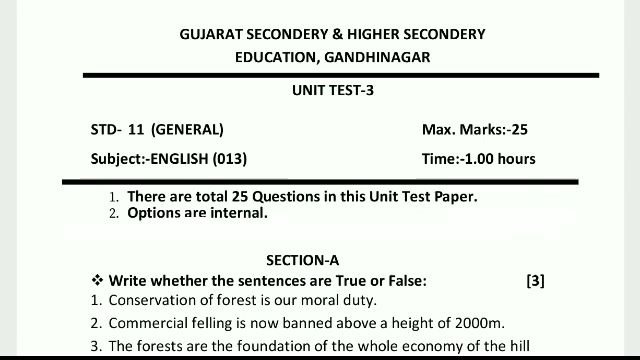 GUJARAT SECONDERY & HIGHER SECONDERY
EDUCATION, GANDHINAGAR
UNIT TEST-3
STD- 11 (GENERAL) Max. Marks:-25
Subject:-ENGLISH (013) Time:-1.00 hours
1. There are total 25 Questions in this Unit Test Paper.
2. Options are internal.
SECTION-A
❖ Write whether the sentences are True or False: [3]
1. Conservation of forest is our moral duty.
2. Commercial felling is now banned above a height of 2000m.
3. The forests are the foundation of the whole economy of the hill